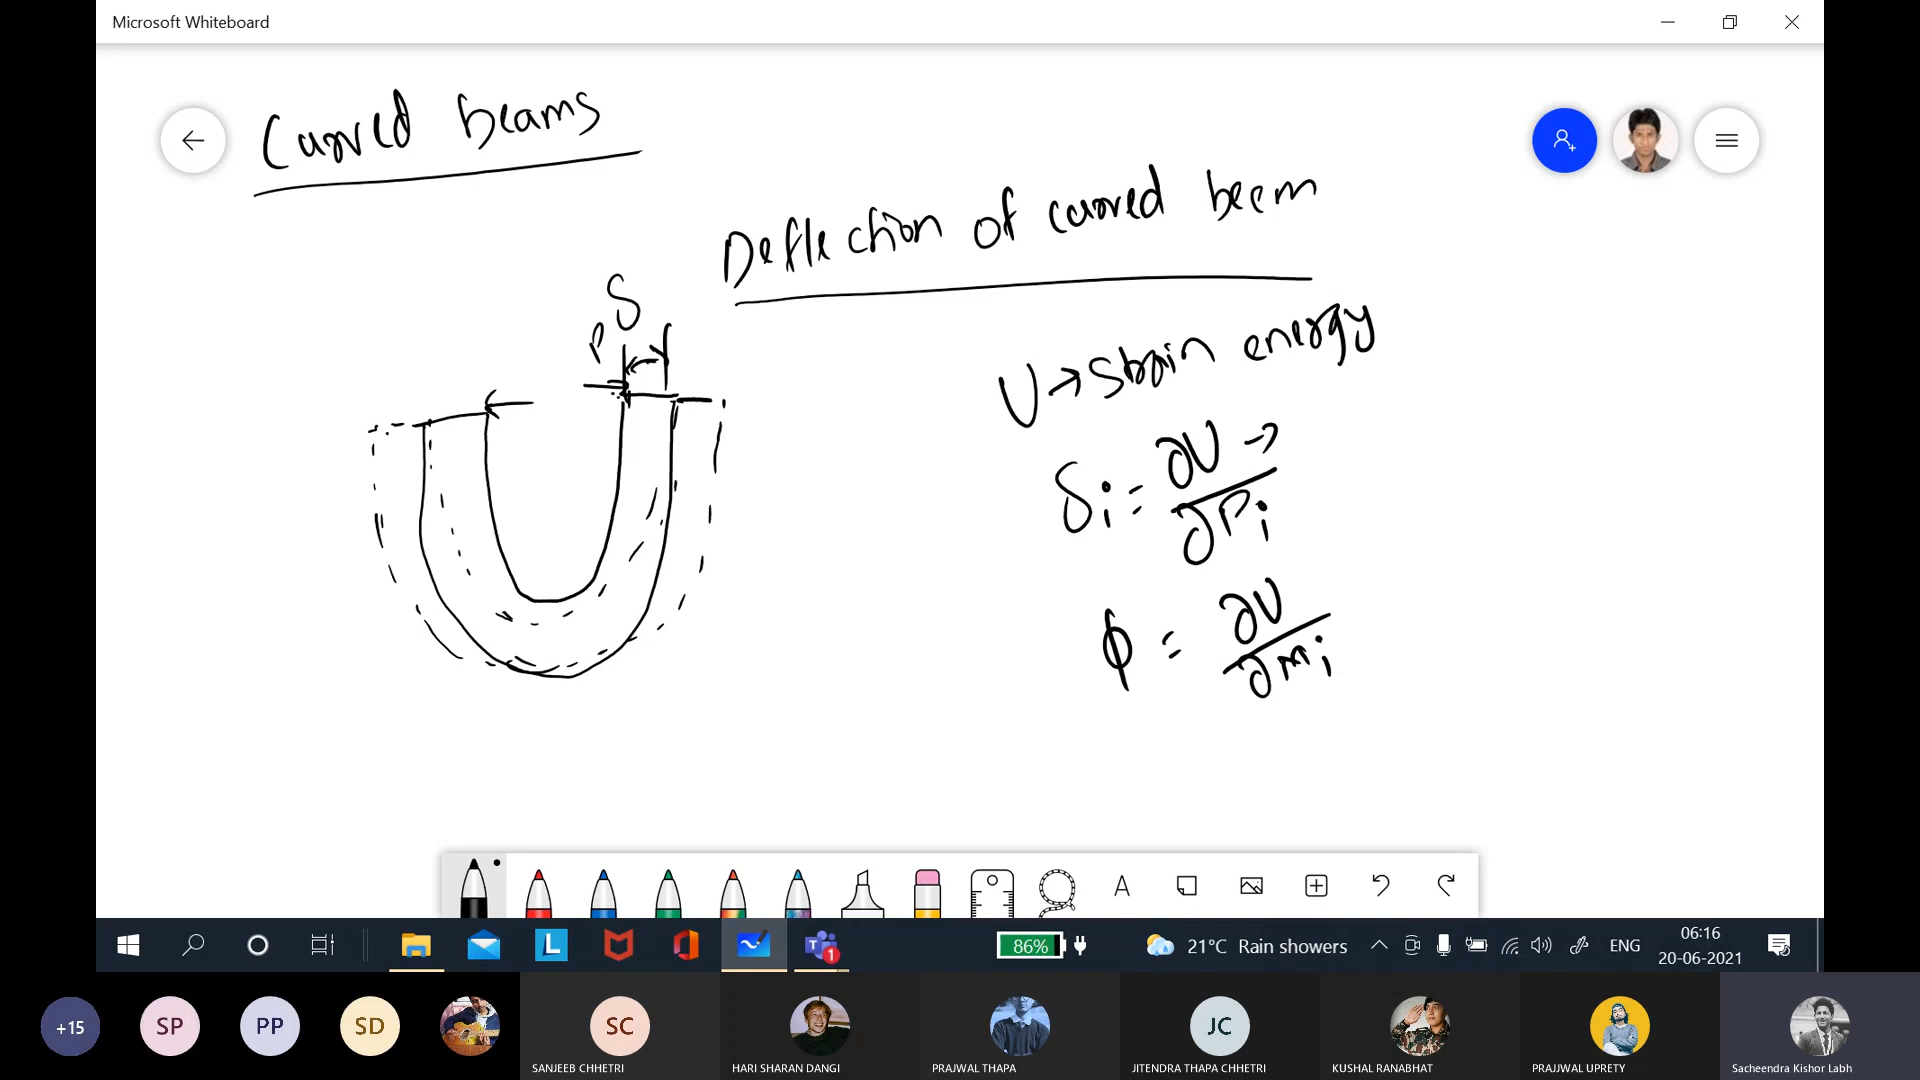 Microsoft Whiteboard
Curved beams
Deflection of curved beem
S
P
U → strain energy
δi = ∂U →
∂Pi
ϕ = ∂U
∂mi
A
L
86%
21°C Rain showers
ENG
06:16
20-06-2021
1
+15
SP
PP
SD
SC
JC
SANJEEB CHHETRI
HARI SHARAN DANGI
PRAJWAL THAPA
JITENDRA THAPA CHHETRI
KUSHAL RANABHAT
PRAJJWAL UPRETY
Sacheendra Kishor Labh